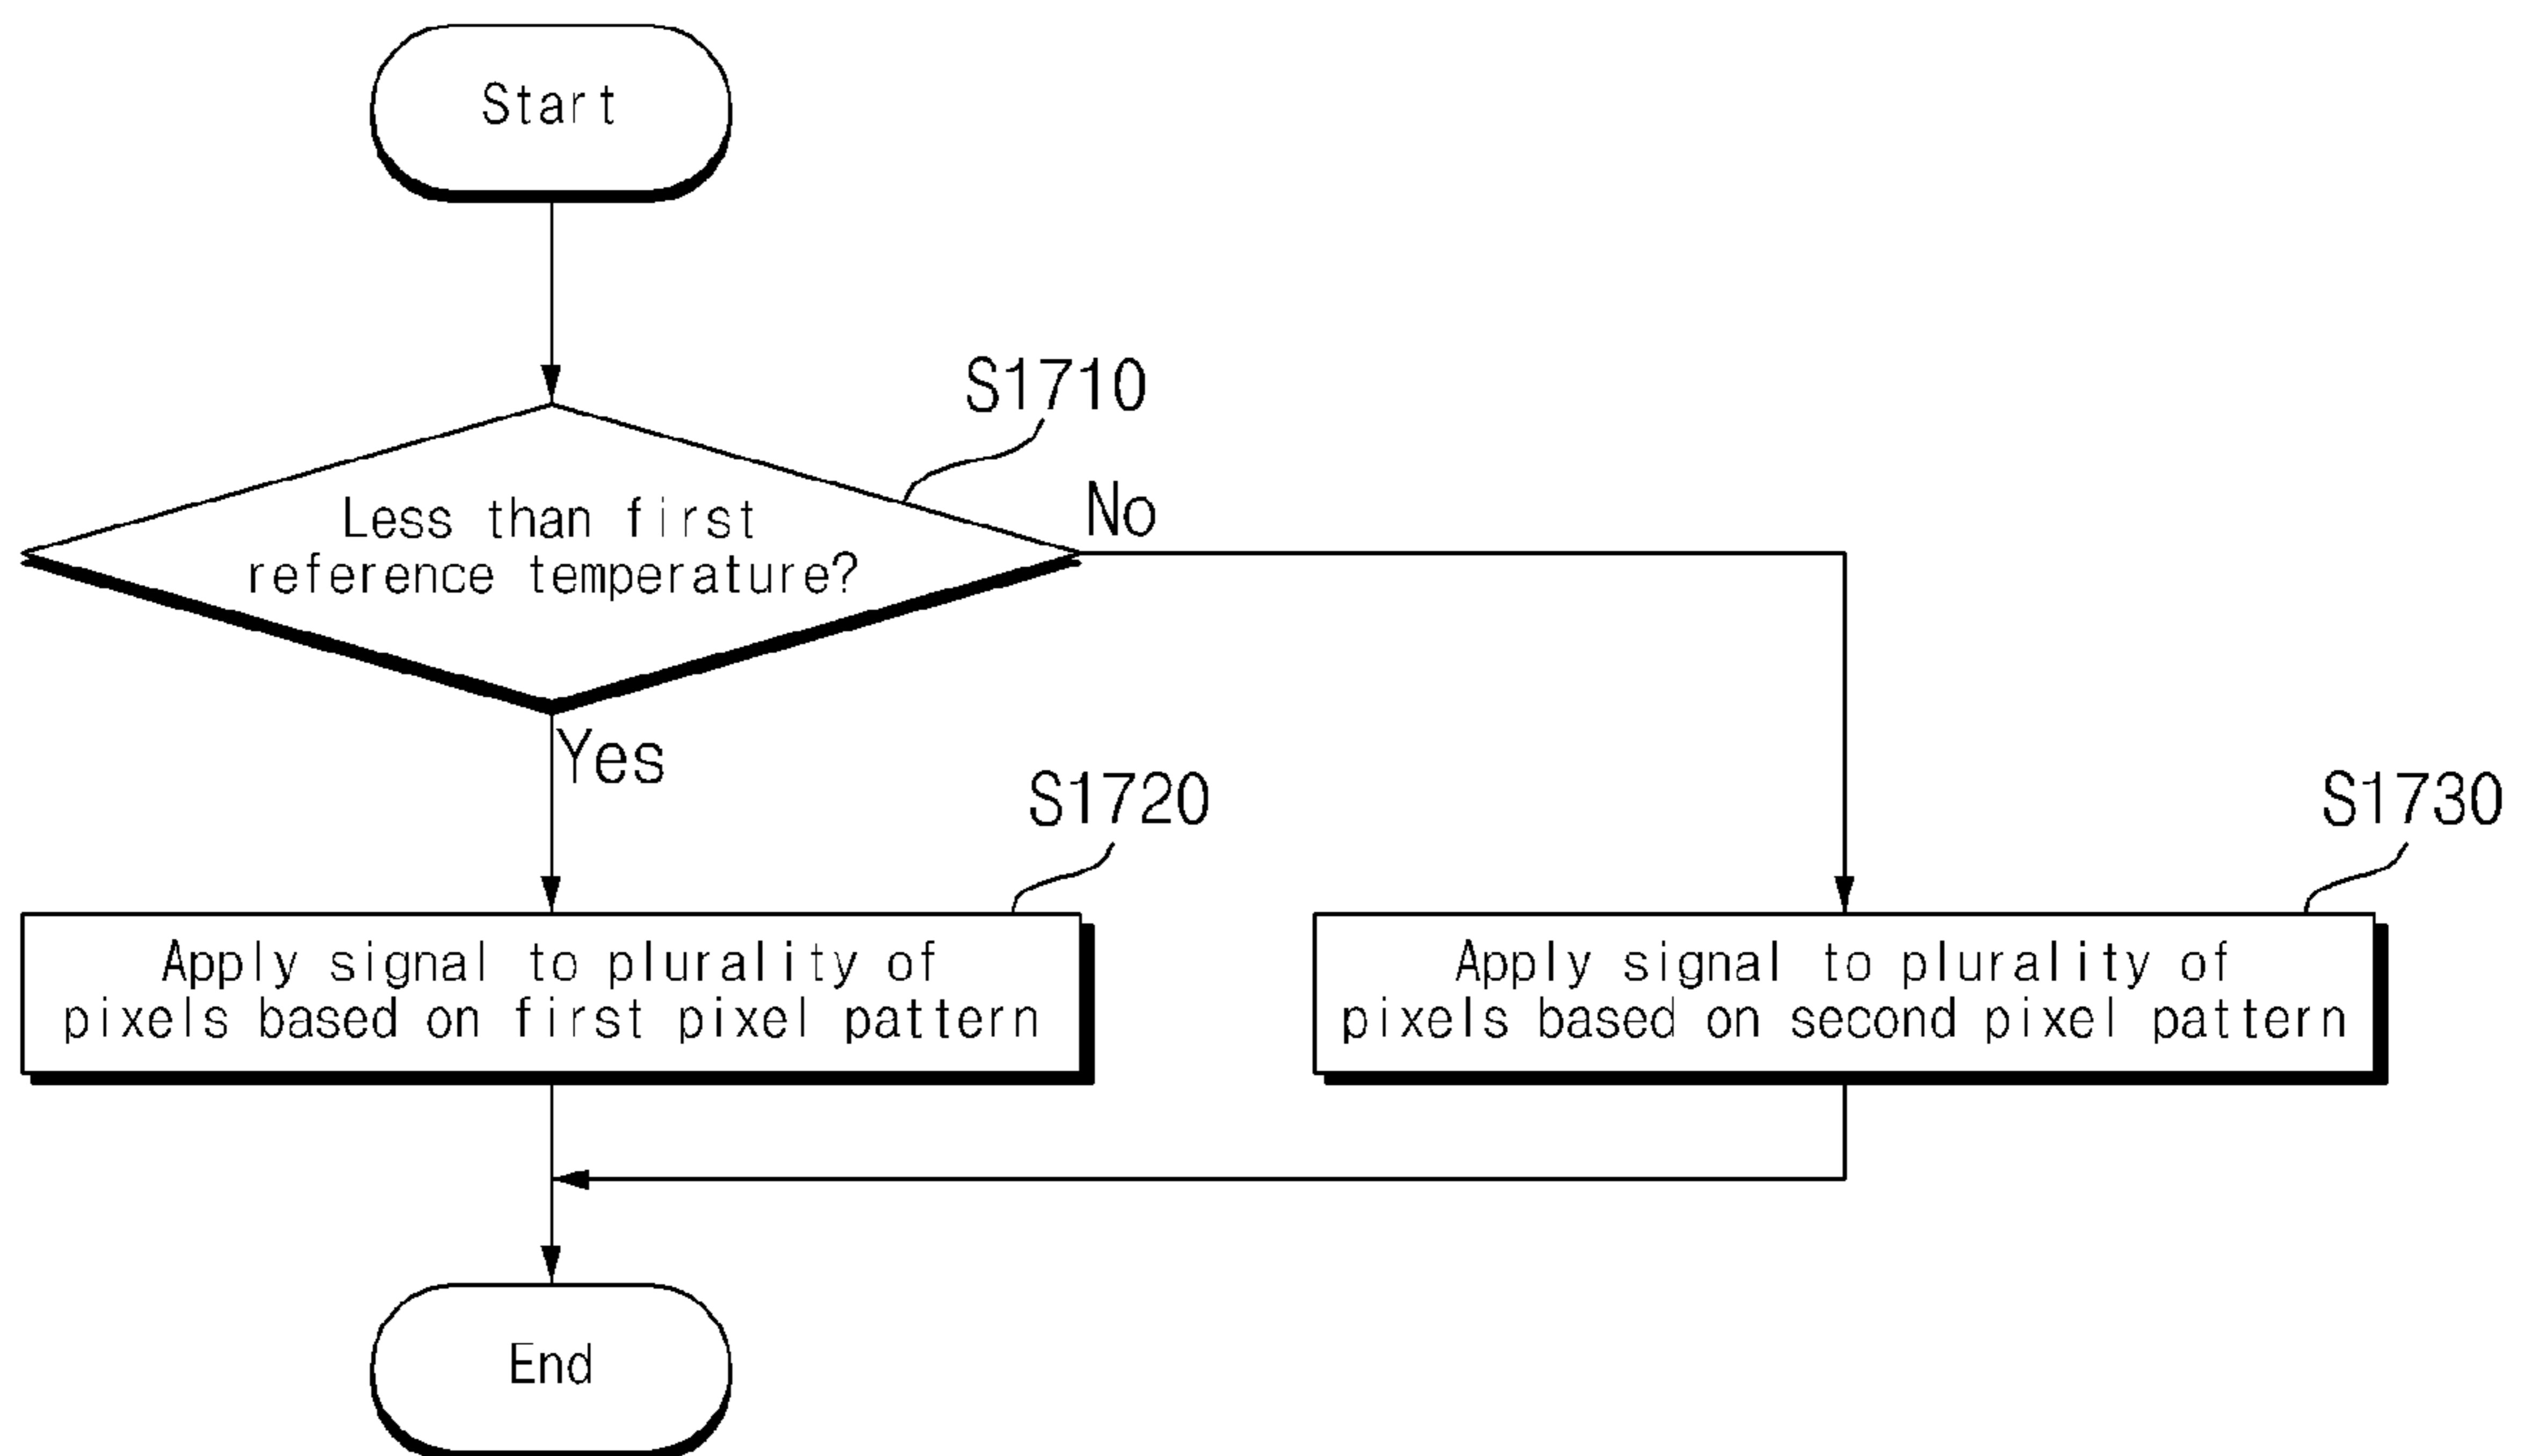 Start
S1710
Less than first
reference temperature?
No
Yes
S1720
S1730
Apply signal to plurality of
pixels based on first pixel pattern
Apply signal to plurality of
pixels based on second pixel pattern
End